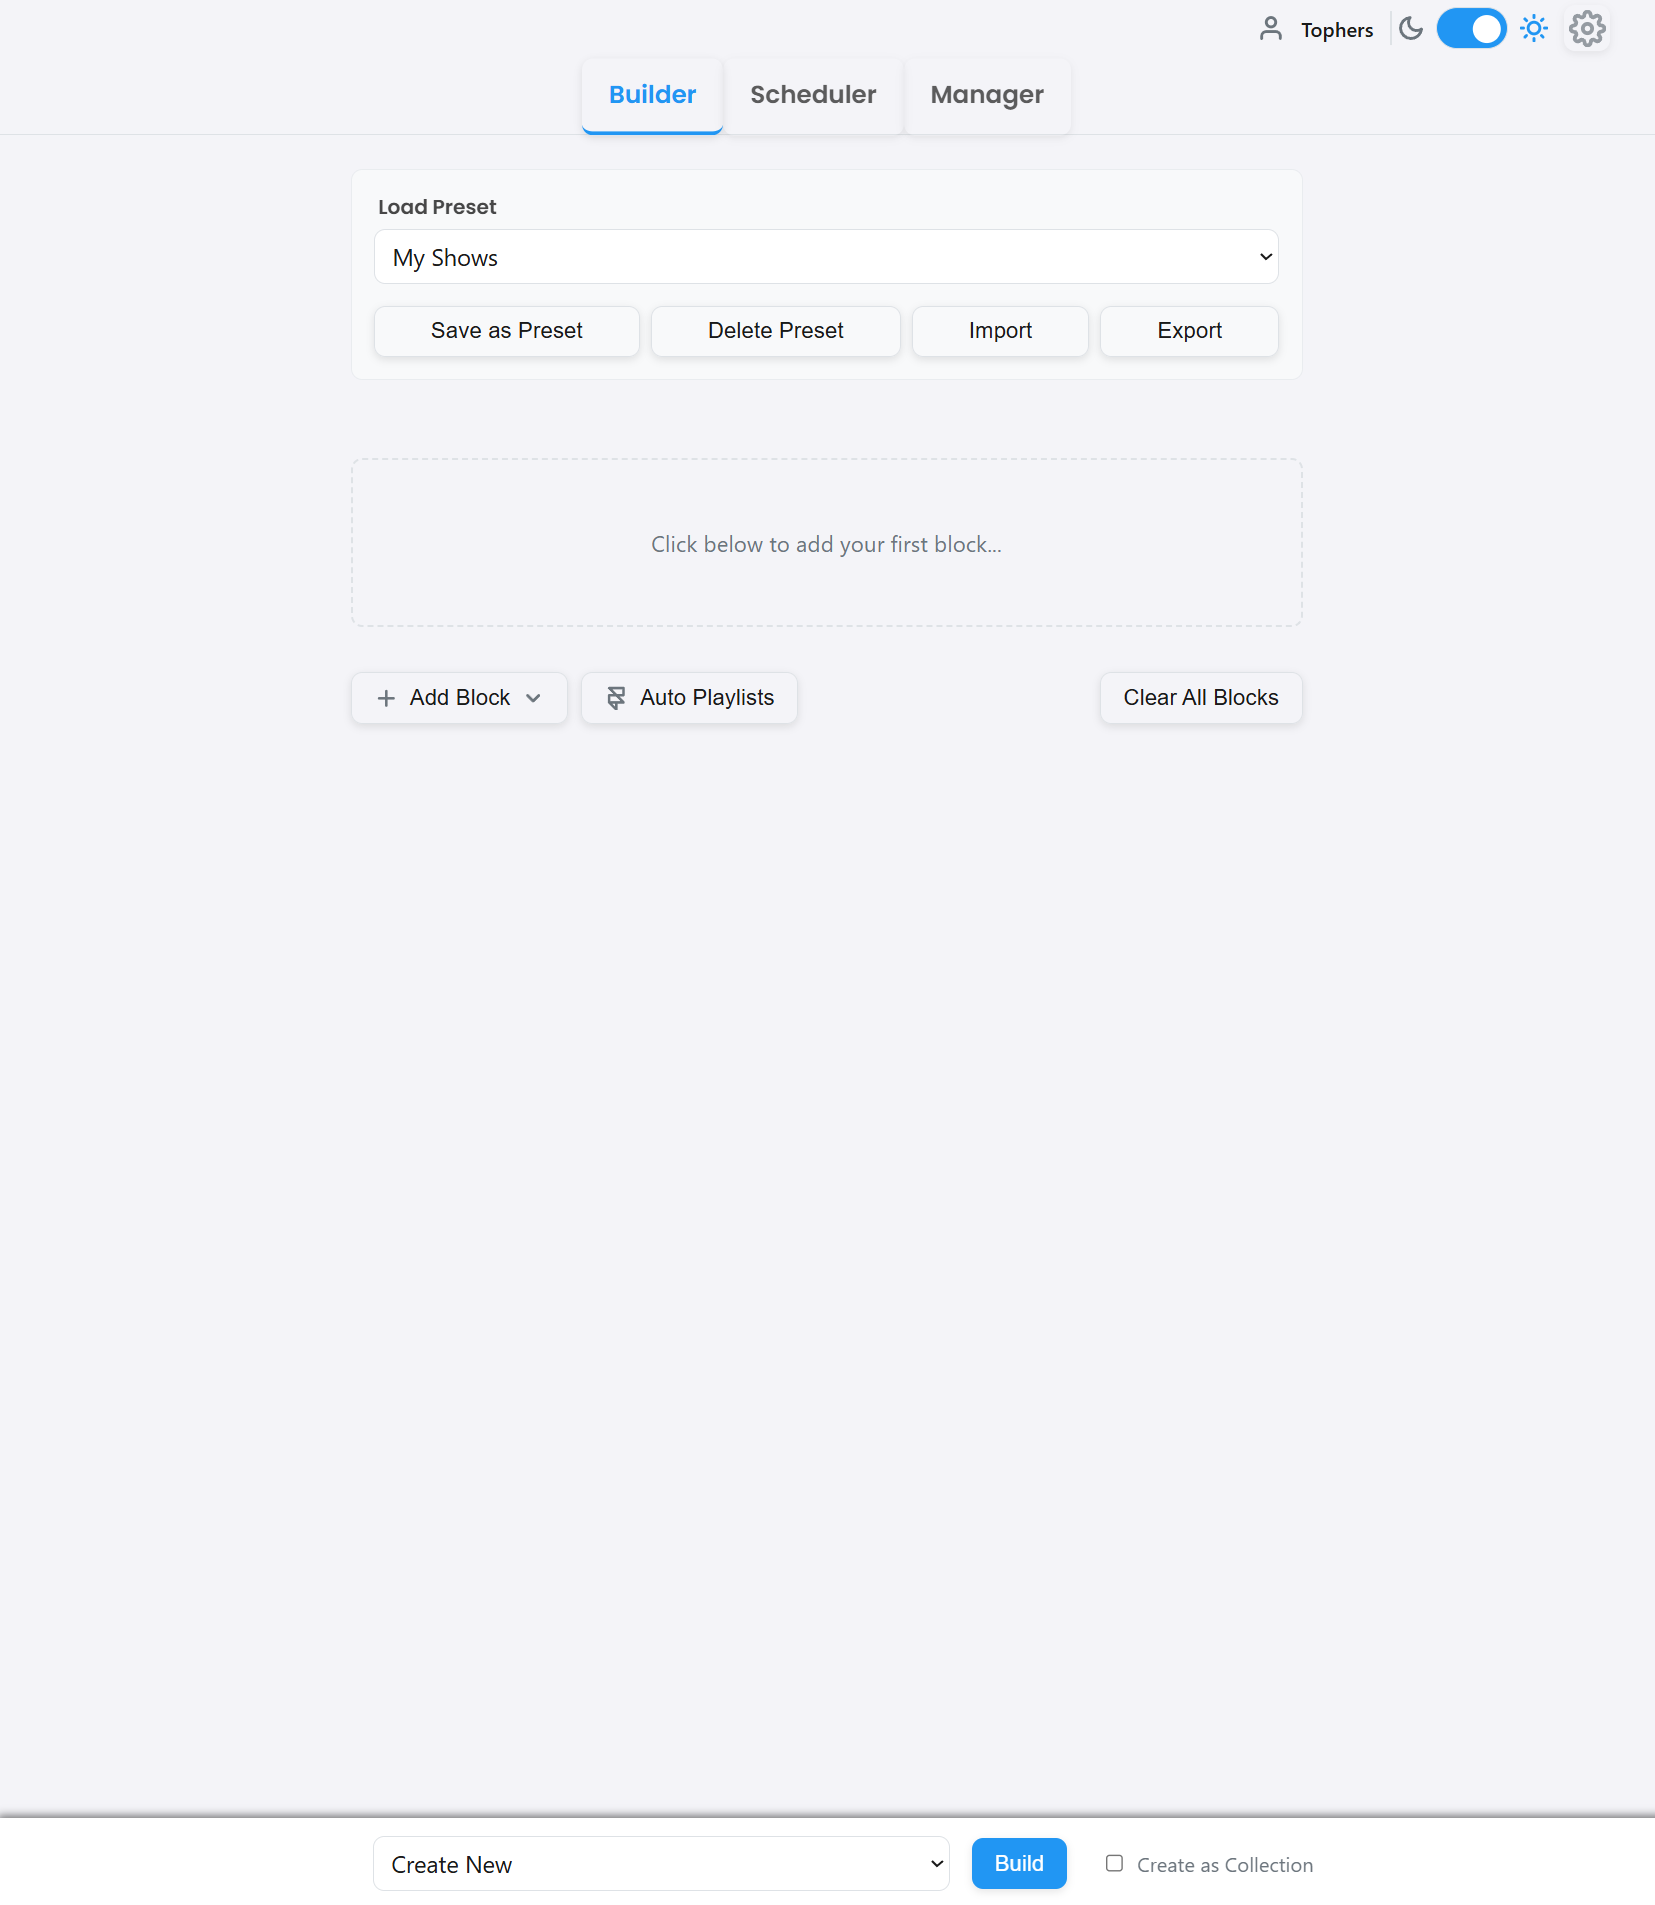 Tophers
Builder Scheduler Manager
Load Preset
My Shows
Save as Preset Delete Preset Import Export
Click below to add your first block...
Add Block Auto Playlists Clear All Blocks
Create New Build Create as Collection